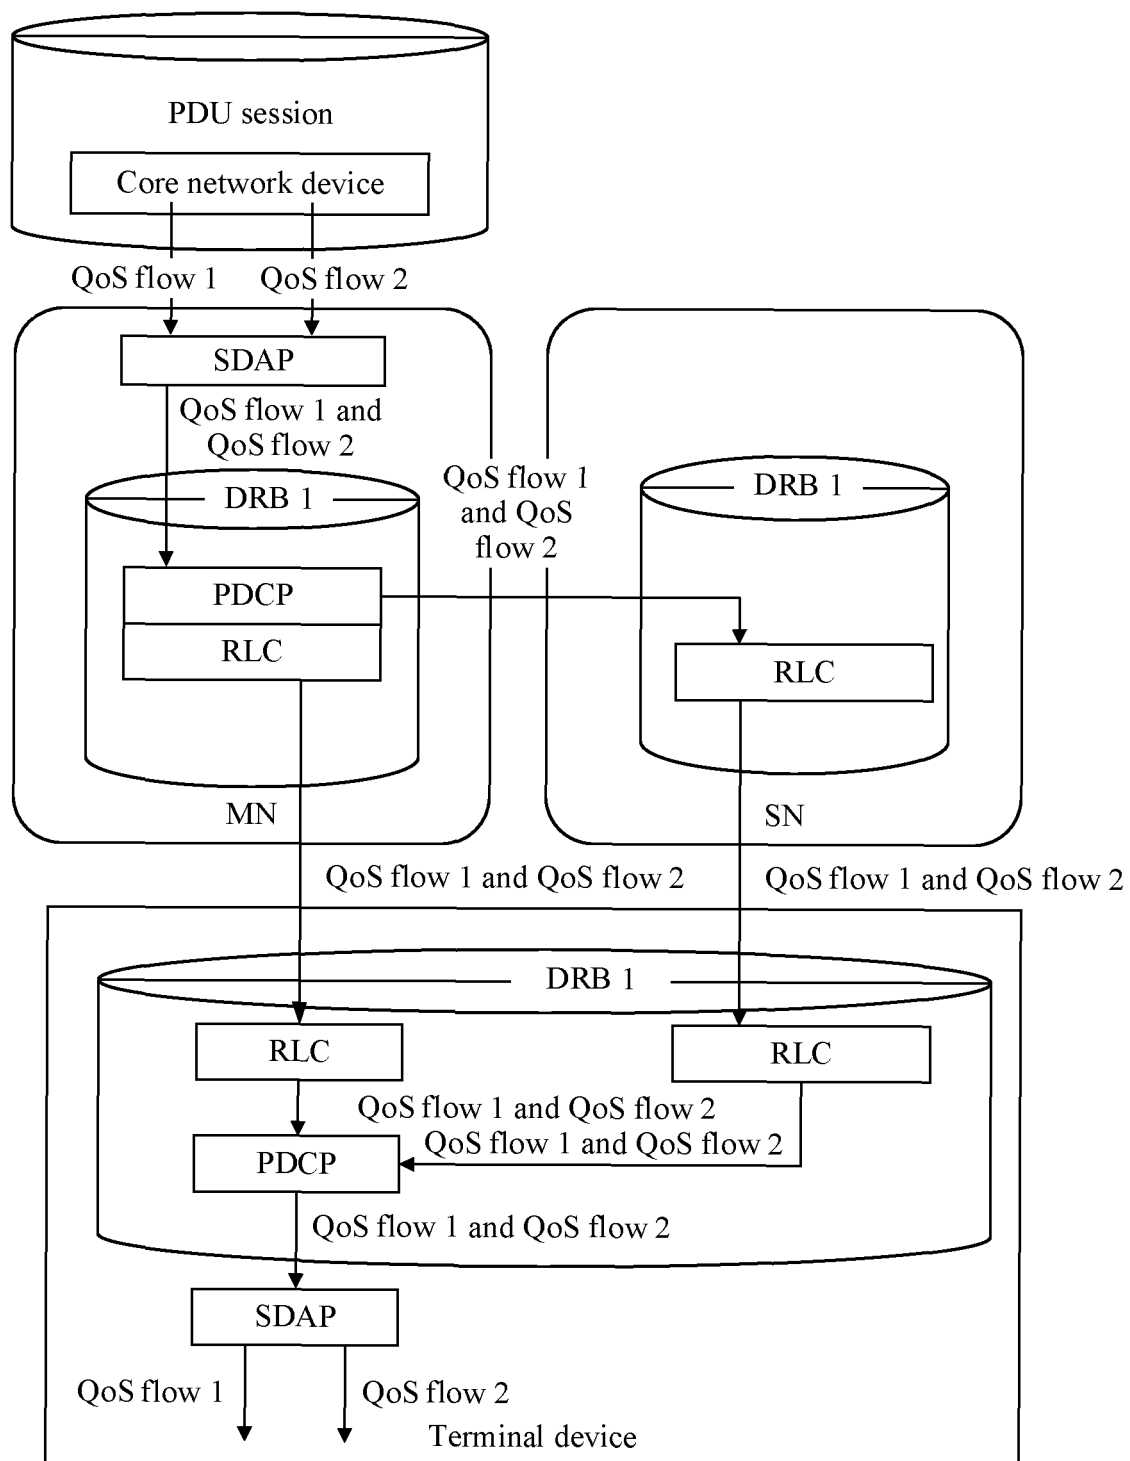 PDU session
Core network device
QoS flow 1
QoS flow 2
SDAP
QoS flow 1 and
QoS flow 2
DRB 1
QoS flow 1
and QoS
flow 2
DRB 1
PDCP
RLC
RLC
MN
SN
QoS flow 1 and QoS flow 2
QoS flow 1 and QoS flow 2
DRB 1
RLC
RLC
QoS flow 1 and QoS flow 2
QoS flow 1 and QoS flow 2
PDCP
QoS flow 1 and QoS flow 2
SDAP
QoS flow 1
QoS flow 2
Terminal device